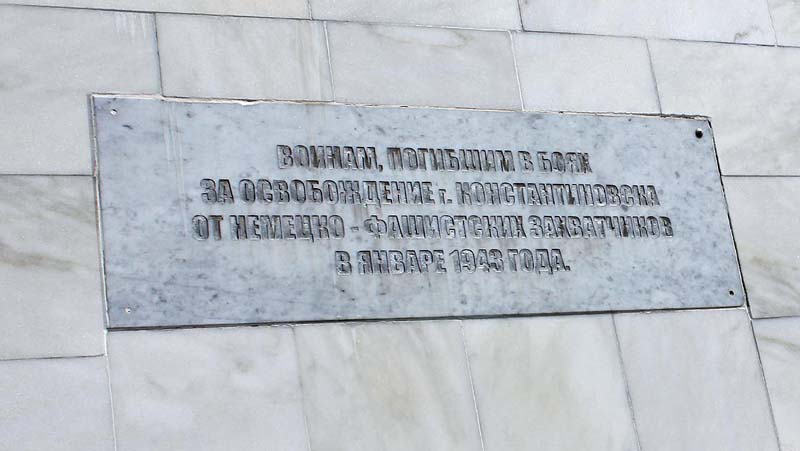 ВОИНАМ, ПОГИБШИМ В БОЯХ
ЗА ОСВОБОЖДЕНИЕ г. КОНСТАНТИНОВСКА
ОТ НЕМЕЦКО - ФАШИСТСКИХ ЗАХВАТЧИКОВ
В ЯНВАРЕ 1943 ГОДА.